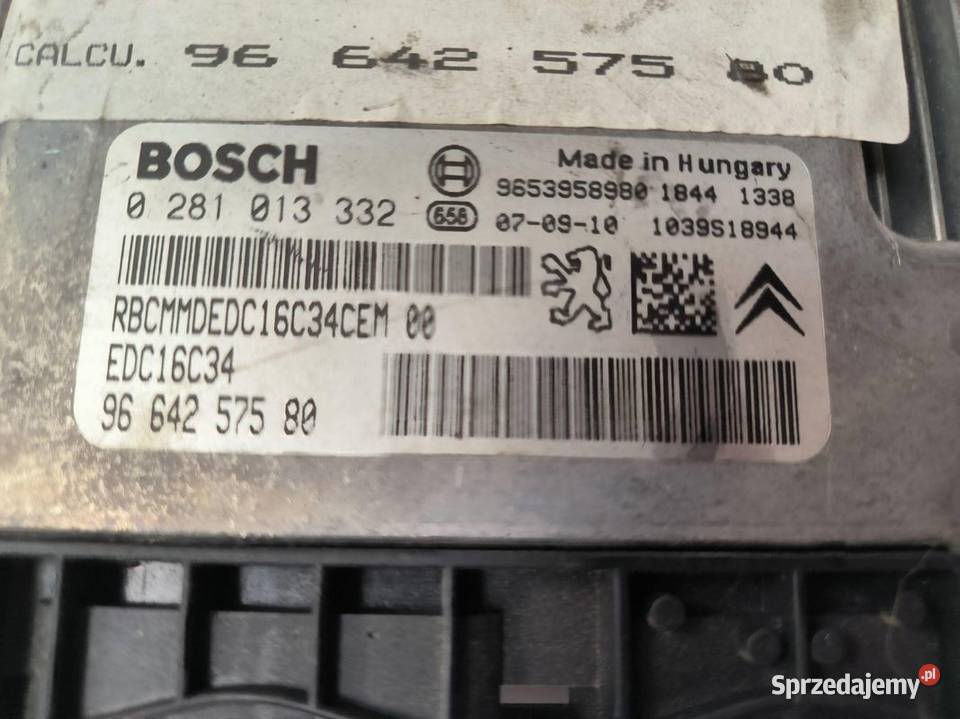 CALCU. 96 642 575 80
BOSCH
Made in Hungary
0 281 013 332
656
9653958980 1844 1338
07-09-10 1039S18944
RBCMMDEDC16C34CEM 00
EDC16C34
96 642 575 80
Sprzedajemy.pl